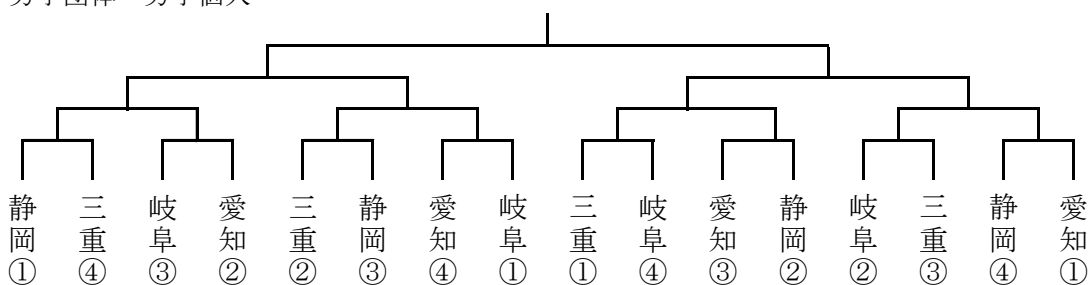 静岡①
三重④
岐阜③
愛知②
三重②
静岡③
愛知④
岐阜①
三重①
岐阜④
愛知③
静岡②
岐阜②
三重③
静岡④
愛知①